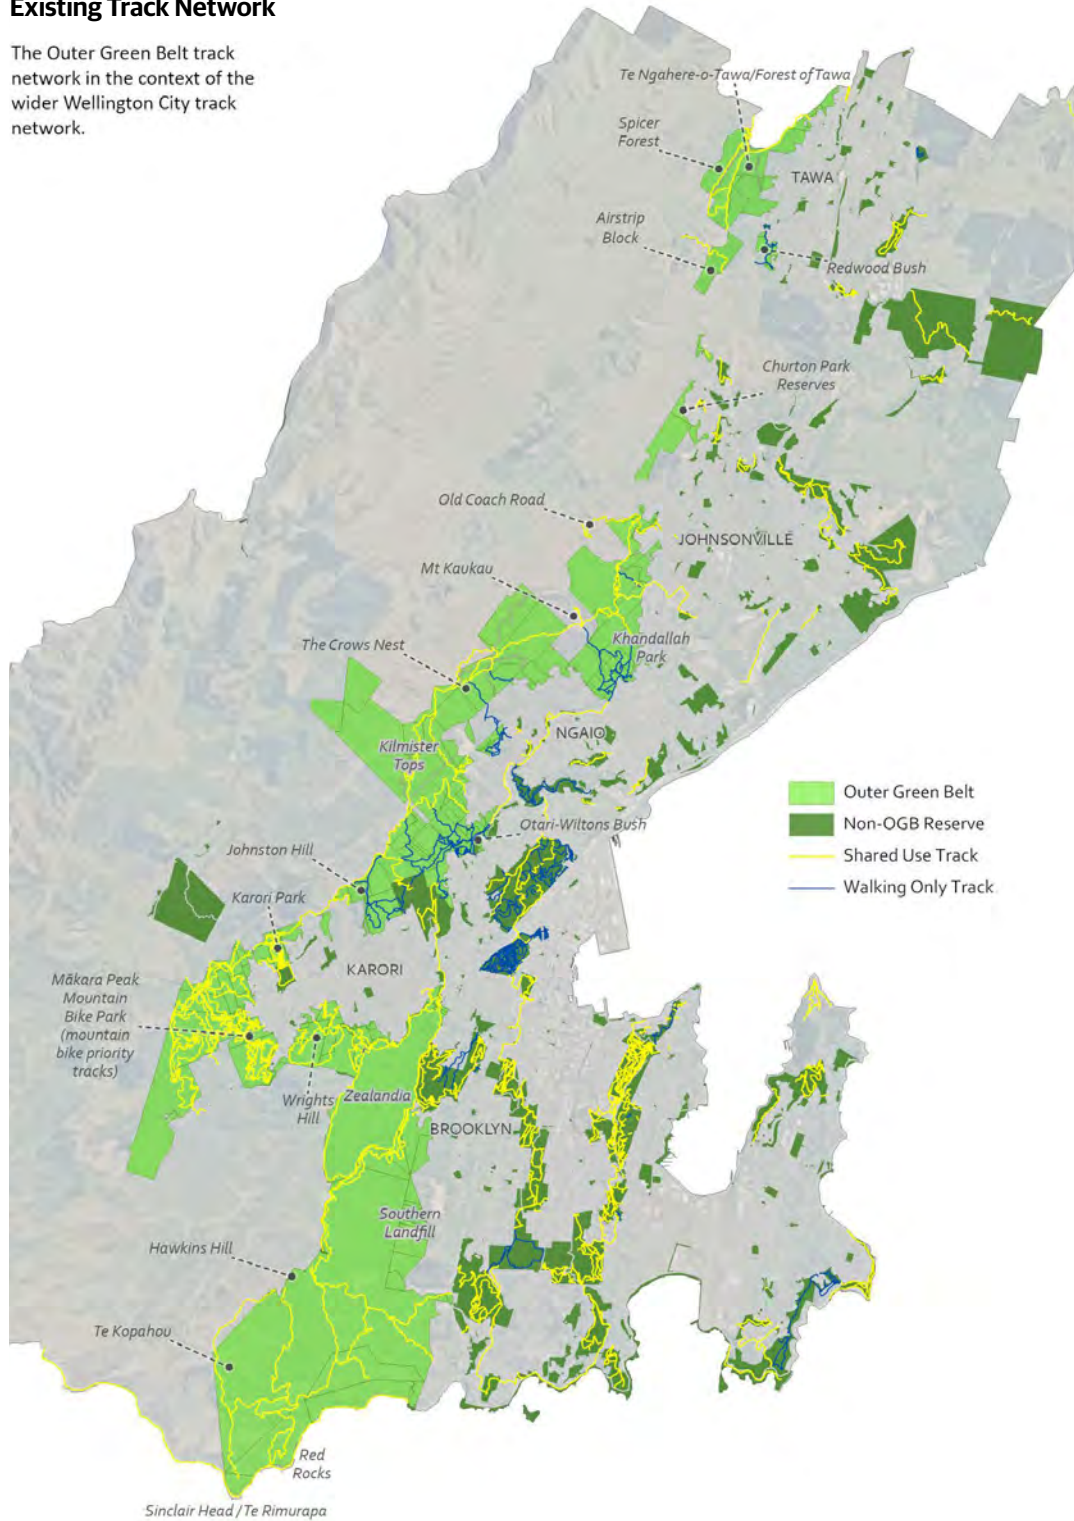 Existing Track Network
The Outer Green Belt track
network in the context of the
wider Wellington City track
network.
Te Ngahere-o-Tawa/Forest of Tawa
Spicer
Forest
TAWA
Airstrip
Block
Redwood Bush
Churton Park
Reserves
Old Coach Road
JOHNSONVILLE
Mt Kaukau
The Crows Nest
Khandallah
Park
NGAIO
Kilmister
Tops
Outer Green Belt
Non-OGB Reserve
Shared Use Track
Walking Only Track
Otari-Wiltons Bush
Johnston Hill
Karori Park
KARORI
Mākara Peak
Mountain
Bike Park
(mountain
bike priority
tracks)
Wrights
Hill
Zealandia
BROOKLYN
Southern
Landfill
Hawkins Hill
Te Kopahou
Red
Rocks
Sinclair Head /Te Rimurapa